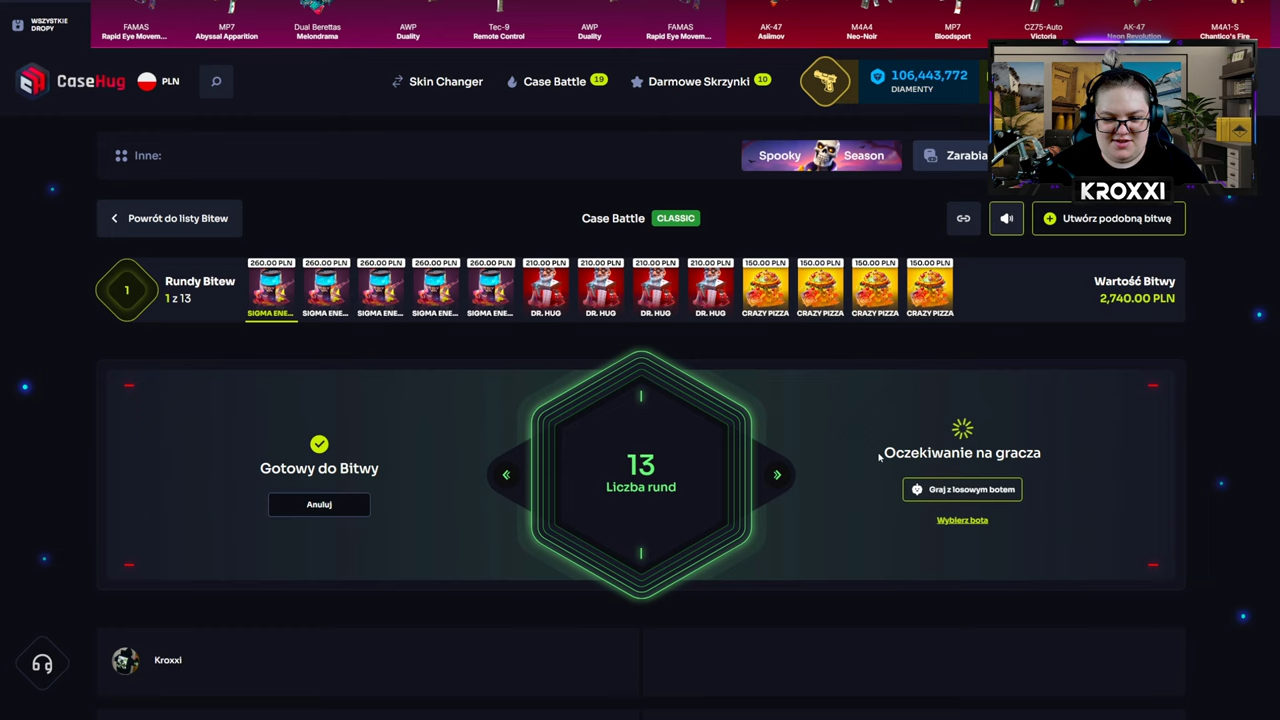 WSZYSTKIE
DROPY
FAMAS
Rapid Eye Movem...
MP7
Abyssal Apparition
Dual Berettas
Melondrama
AWP
Duality
Tec-9
Remote Control
AWP
Duality
FAMAS
Rapid Eye Movem...
AK-47
Asiimov
M4A4
Neo-Noir
MP7
Bloodsport
CZ75-Auto
Victoria
AK-47
Neon Revolution
M4A1-S
Chantico's Fire
CaseHug
PLN
Skin Changer
Case Battle 19
Darmowe Skrzynki 10
106,443,772
DIAMENTY
Inne:
Spooky Season
Zarabia
KROXXI
Powrót do listy Bitew
Case Battle CLASSIC
Utwórz podobną bitwę
1
Rundy Bitew
1 z 13
260.00 PLN 260.00 PLN 260.00 PLN 260.00 PLN 260.00 PLN 210.00 PLN 210.00 PLN 210.00 PLN 210.00 PLN 150.00 PLN 150.00 PLN 150.00 PLN 150.00 PLN
SIGMA ENE... SIGMA ENE... SIGMA ENE... SIGMA ENE... SIGMA ENE... DR. HUG DR. HUG DR. HUG DR. HUG CRAZY PIZZA CRAZY PIZZA CRAZY PIZZA CRAZY PIZZA
Wartość Bitwy
2,740.00 PLN
Gotowy do Bitwy
Anuluj
13
Liczba rund
Oczekiwanie na gracza
Graj z losowym botem
Wybierz bota
Kroxxi